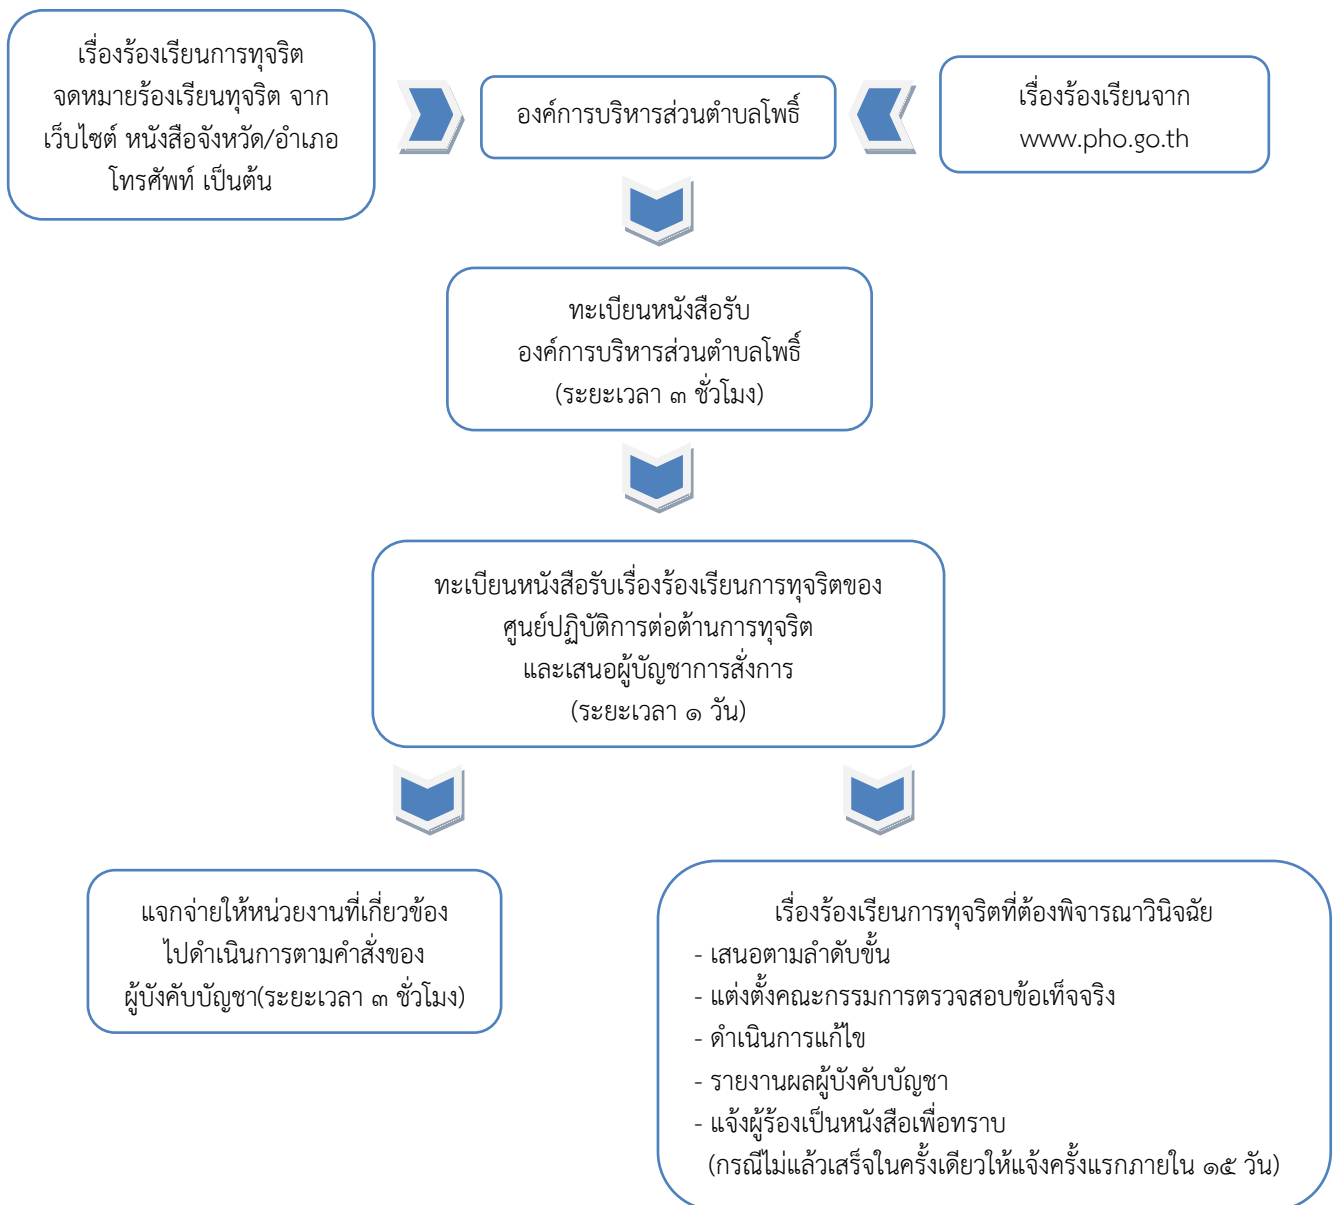 เรื่องร้องเรียนการทุจริต
จดหมายร้องเรียนทุจริต จาก
เว็บไซต์ หนังสือจังหวัด/อำเภอ
โทรศัพท์ เป็นต้น
องค์การบริหารส่วนตำบลโพธิ์
เรื่องร้องเรียนจาก
www.pho.go.th
ทะเบียนหนังสือรับ
องค์การบริหารส่วนตำบลโพธิ์
(ระยะเวลา ๓ ชั่วโมง)
ทะเบียนหนังสือรับเรื่องร้องเรียนการทุจริตของ
ศูนย์ปฏิบัติการต่อต้านการทุจริต
และเสนอผู้บัญชาการสั่งการ
(ระยะเวลา ๑ วัน)
แจกจ่ายให้หน่วยงานที่เกี่ยวข้อง
ไปดำเนินการตามคำสั่งของ
ผู้บังคับบัญชา(ระยะเวลา ๓ ชั่วโมง)
เรื่องร้องเรียนการทุจริตที่ต้องพิจารณาวินิจฉัย
- เสนอตามลำดับขั้น
- แต่งตั้งคณะกรรมการตรวจสอบข้อเท็จจริง
- ดำเนินการแก้ไข
- รายงานผลผู้บังคับบัญชา
- แจ้งผู้ร้องเป็นหนังสือเพื่อทราบ
(กรณีไม่แล้วเสร็จในครั้งเดียวให้แจ้งครั้งแรกภายใน ๑๕ วัน)